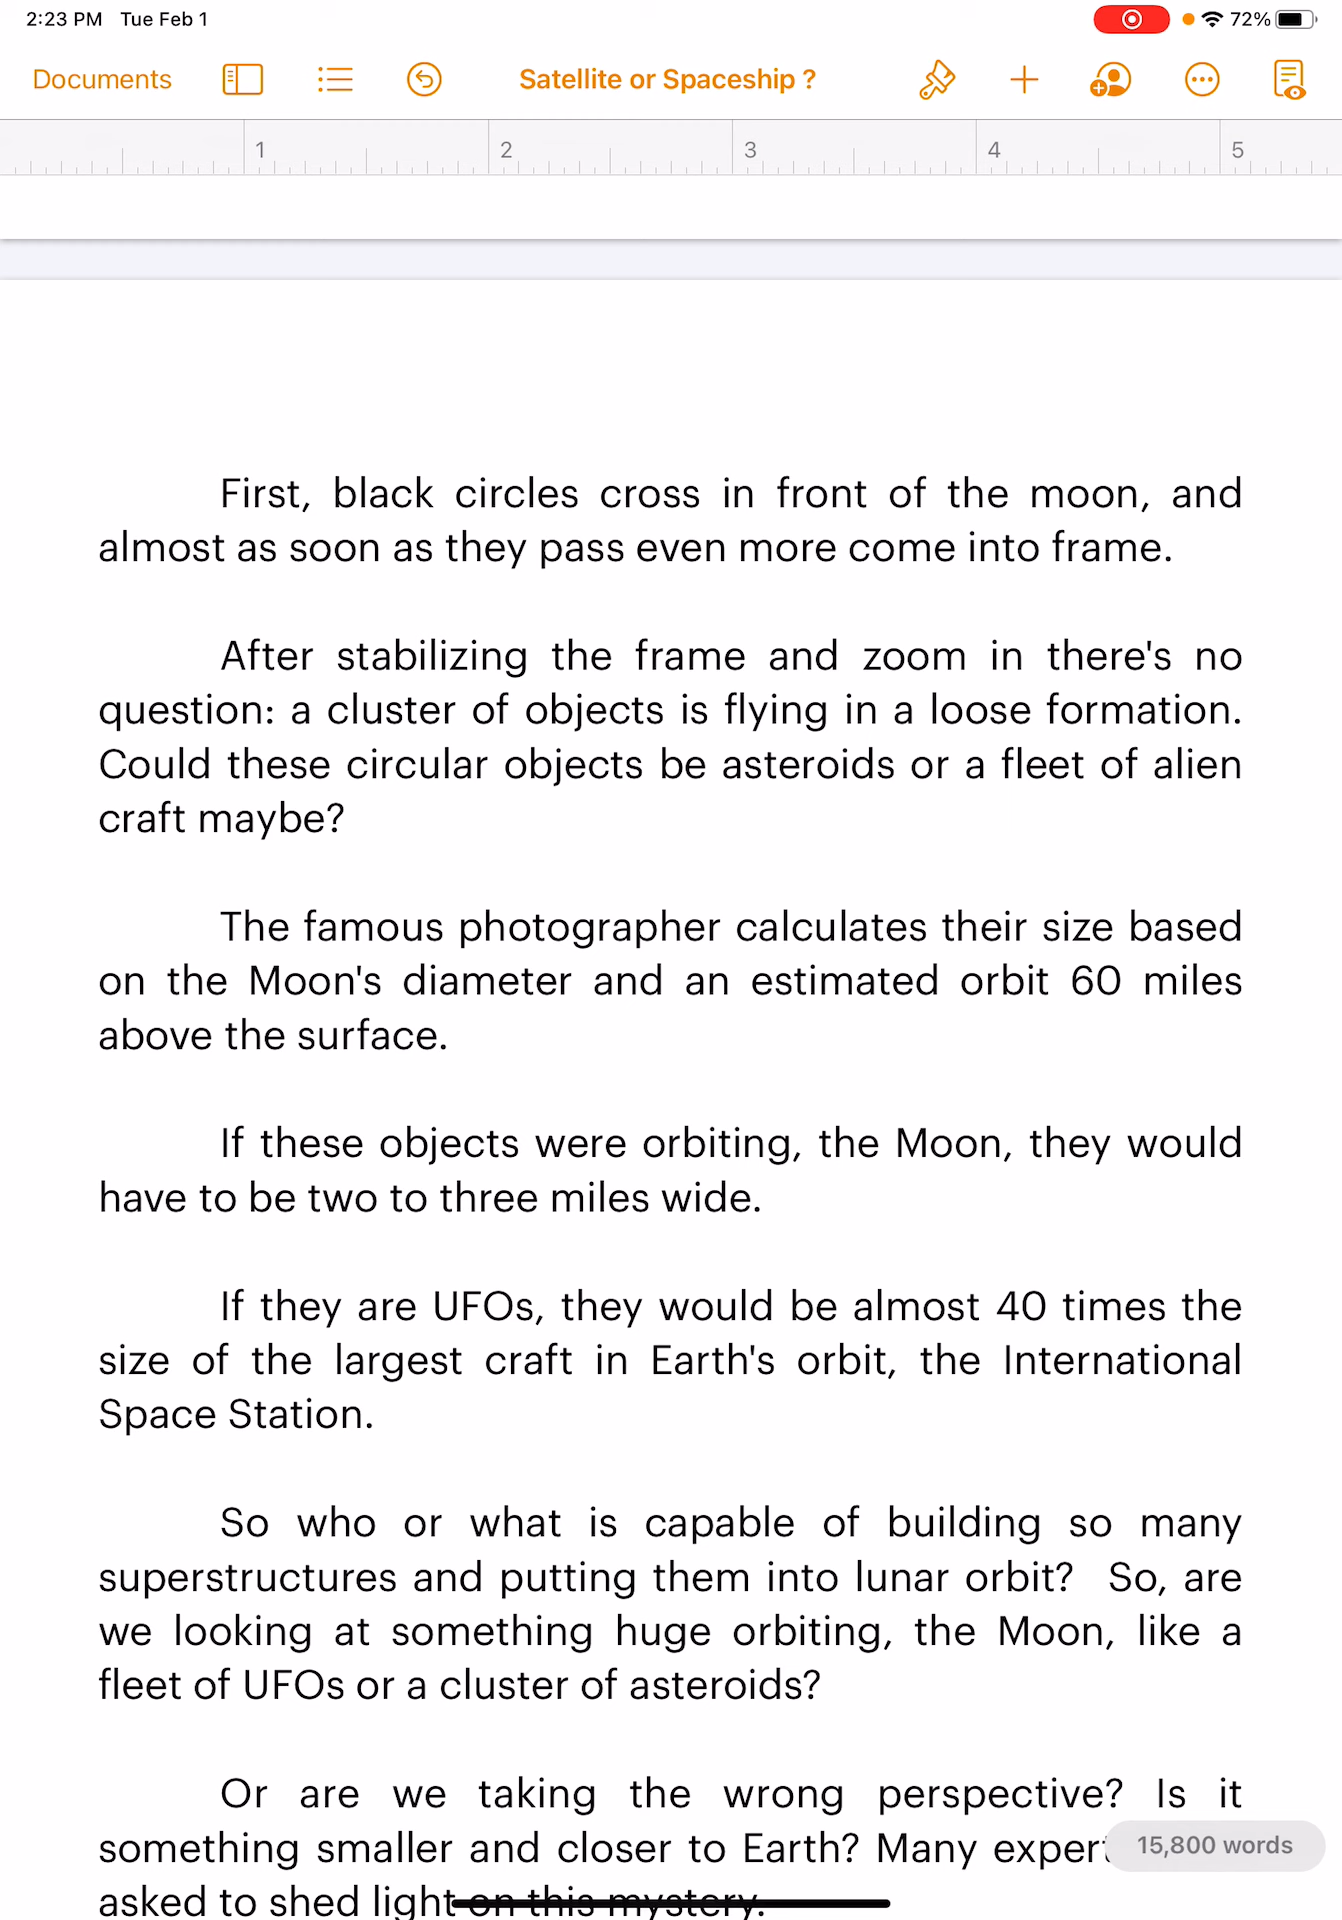 2:23 PM Tue Feb 1
72%
Documents
Satellite or Spaceship ?
1 2 3 4 5
First, black circles cross in front of the moon, and
almost as soon as they pass even more come into frame.
After stabilizing the frame and zoom in there's no
question: a cluster of objects is flying in a loose formation.
Could these circular objects be asteroids or a fleet of alien
craft maybe?
The famous photographer calculates their size based
on the Moon's diameter and an estimated orbit 60 miles
above the surface.
If these objects were orbiting, the Moon, they would
have to be two to three miles wide.
If they are UFOs, they would be almost 40 times the
size of the largest craft in Earth's orbit, the International
Space Station.
So who or what is capable of building so many
superstructures and putting them into lunar orbit? So, are
we looking at something huge orbiting, the Moon, like a
fleet of UFOs or a cluster of asteroids?
Or are we taking the wrong perspective? Is it
something smaller and closer to Earth? Many expert
15,800 words
asked to shed light on this mystery.